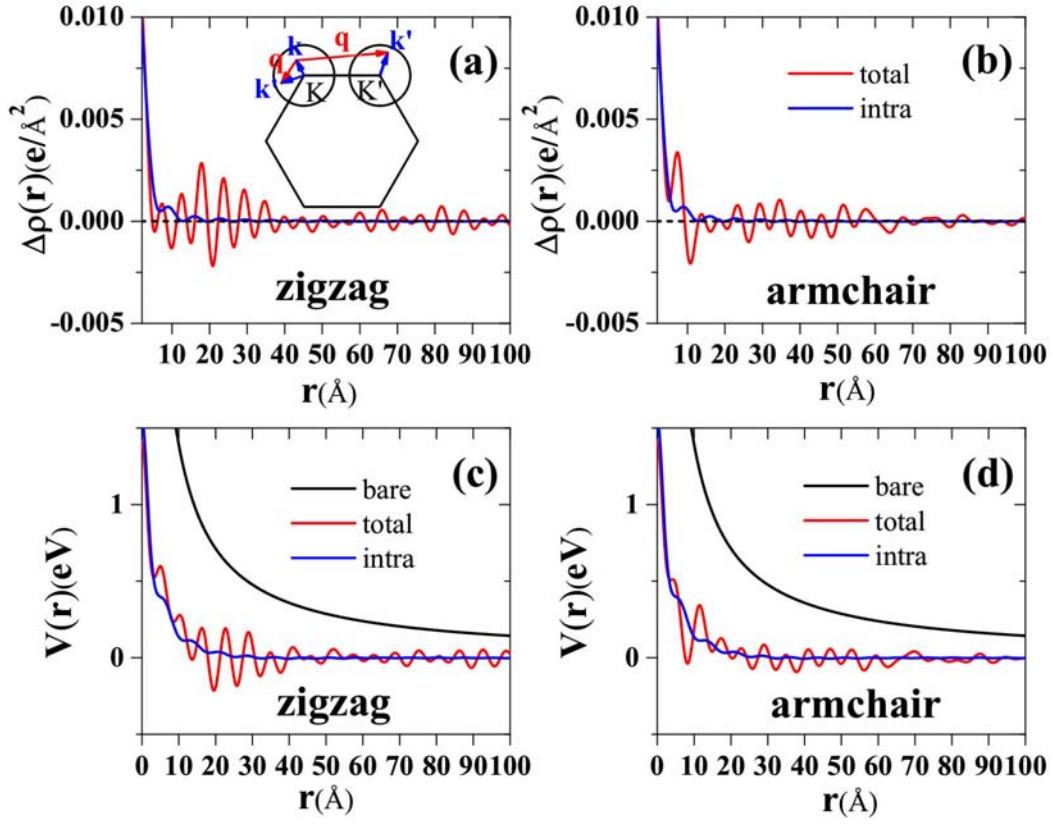 0.010
0.005
0.000
-0.005
Δρ(r)(e/Å²)
q
k
k'
q
k'
K
K'
(a)
zigzag
10 20 30 40 50 60 70 80 90 100
r(Å)
0.010
0.005
0.000
-0.005
Δρ(r)(e/Å²)
(b)
total
intra
armchair
10 20 30 40 50 60 70 80 90 100
r(Å)
1
0
V(r)(eV)
(c)
bare
total
intra
zigzag
0 10 20 30 40 50 60 70 80 90 100
r(Å)
1
0
V(r)(eV)
(d)
bare
total
intra
armchair
0 10 20 30 40 50 60 70 80 90 100
r(Å)